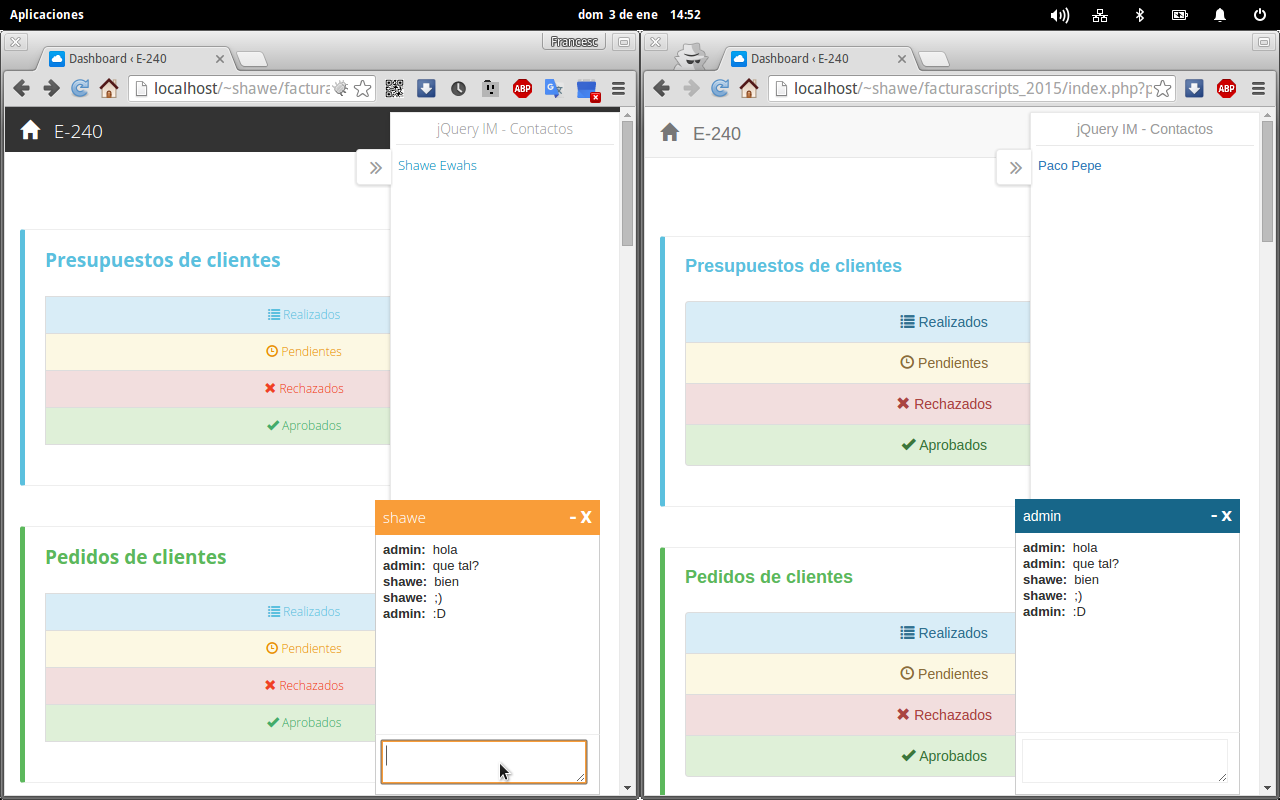 Aplicaciones
dom 3 de ene 14:52
Francesc
Dashboard ‹ E-240
localhost/~shawe/facturas
ABP
E-240
jQuery IM - Contactos
Shawe Ewahs
Presupuestos de clientes
Realizados
Pendientes
Rechazados
Aprobados
Pedidos de clientes
Realizados
Pendientes
Rechazados
Aprobados
shawe
- X
admin: hola
admin: que tal?
shawe: bien
shawe: ;)
admin: :D
Dashboard ‹ E-240
localhost/~shawe/facturascripts_2015/index.php?p
ABP
E-240
jQuery IM - Contactos
Paco Pepe
Presupuestos de clientes
Realizados
Pendientes
Rechazados
Aprobados
Pedidos de clientes
Realizados
Pendientes
Rechazados
Aprobados
admin
- X
admin: hola
admin: que tal?
shawe: bien
shawe: ;)
admin: :D